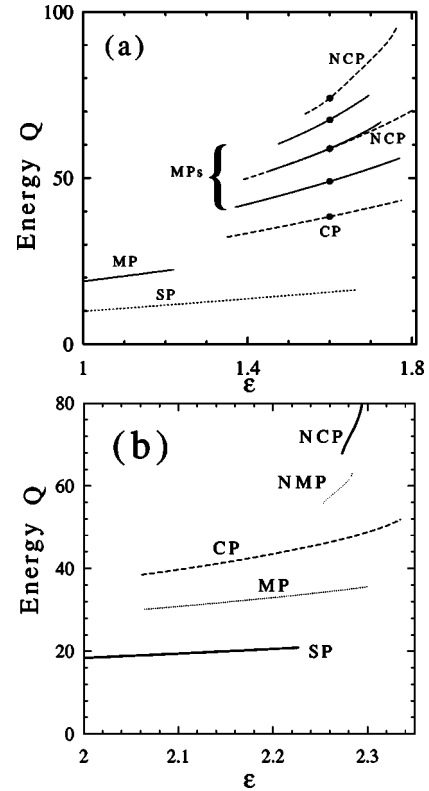 100
(a)
NCP
NCP
MPs
50
CP
MP
SP
0
1
1.4
1.8
Energy Q
ε
80
(b)
NCP
60
NMP
CP
40
MP
20
SP
0
2
2.1
2.2
2.3
Energy Q
ε